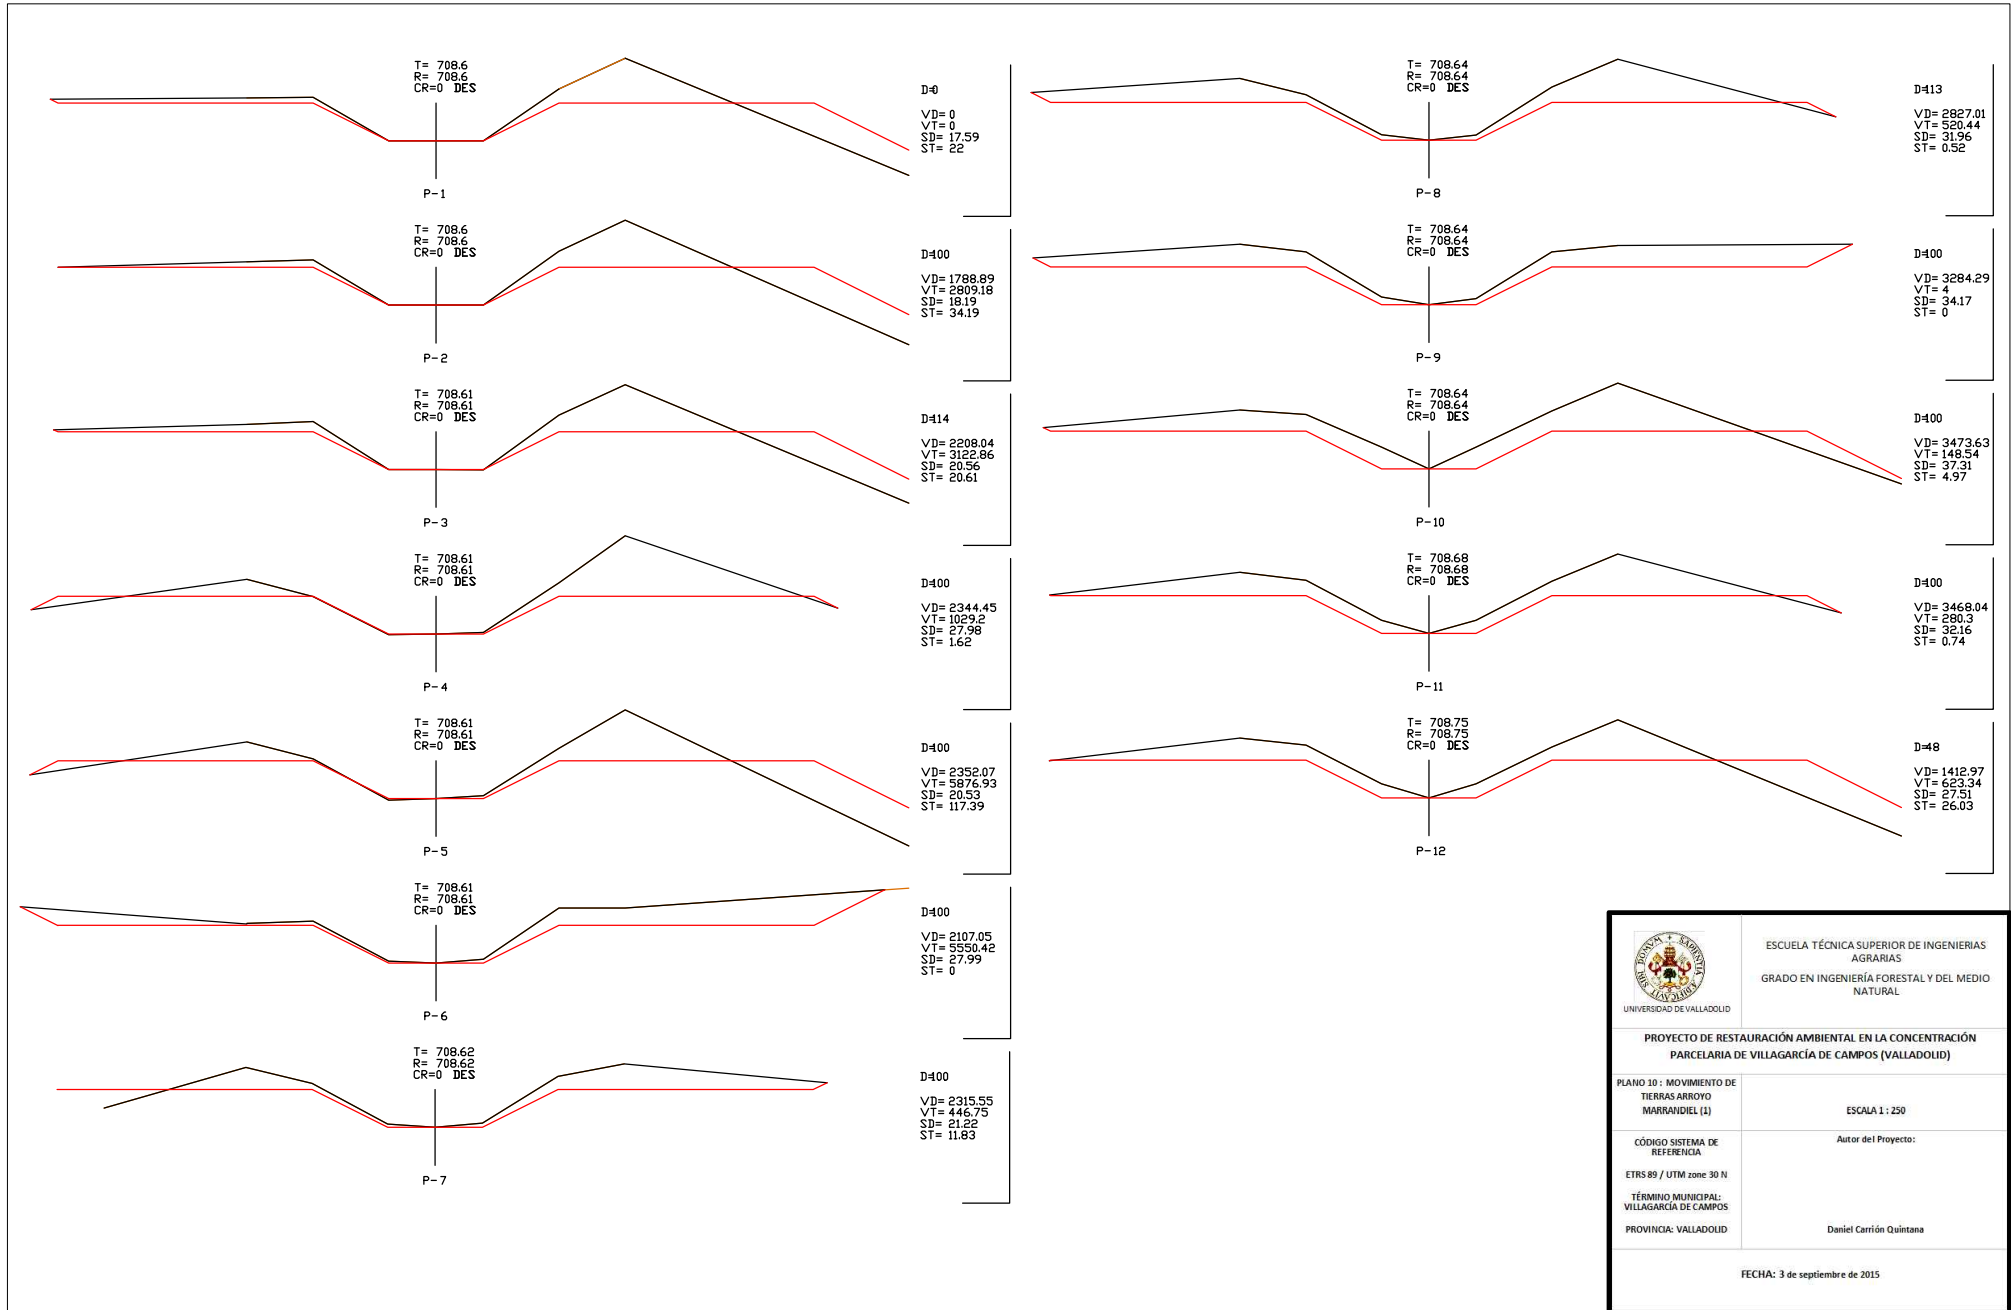 T= 708.6
R= 708.6
CR=0 DES
D=0
VD= 0
VT= 0
SD= 17.59
ST= 22
P-1
T= 708.6
R= 708.6
CR=0 DES
D=100
VD= 1788.89
VT= 2809.18
SD= 18.19
ST= 34.19
P-2
T= 708.61
R= 708.61
CR=0 DES
D=114
VD= 2208.04
VT= 3122.86
SD= 20.56
ST= 20.61
P-3
T= 708.61
R= 708.61
CR=0 DES
D=100
VD= 2344.45
VT= 1029.2
SD= 27.98
ST= 1.62
P-4
T= 708.61
R= 708.61
CR=0 DES
D=100
VD= 2352.07
VT= 5876.93
SD= 20.53
ST= 117.39
P-5
T= 708.61
R= 708.61
CR=0 DES
D=100
VD= 2107.05
VT= 5550.42
SD= 27.99
ST= 0
P-6
T= 708.62
R= 708.62
CR=0 DES
D=100
VD= 2315.55
VT= 446.75
SD= 21.22
ST= 11.83
P-7
T= 708.64
R= 708.64
CR=0 DES
D=113
VD= 2827.01
VT= 520.44
SD= 31.96
ST= 0.52
P-8
T= 708.64
R= 708.64
CR=0 DES
D=100
VD= 3284.29
VT= 4
SD= 34.17
ST= 0
P-9
T= 708.64
R= 708.64
CR=0 DES
D=100
VD= 3473.63
VT= 148.54
SD= 37.31
ST= 4.97
P-10
T= 708.68
R= 708.68
CR=0 DES
D=100
VD= 3468.04
VT= 280.3
SD= 32.16
ST= 0.74
P-11
T= 708.75
R= 708.75
CR=0 DES
D=48
VD= 1412.97
VT= 623.34
SD= 27.51
ST= 26.03
P-12
SIBI DOMVM + SAPIENTIA ÆDIFICAVIT
UNIVERSIDAD DE VALLADOLID
ESCUELA TÉCNICA SUPERIOR DE INGENIERIAS
AGRARIAS
GRADO EN INGENIERÍA FORESTAL Y DEL MEDIO
NATURAL
PROYECTO DE RESTAURACIÓN AMBIENTAL EN LA CONCENTRACIÓN
PARCELARIA DE VILLAGARCÍA DE CAMPOS (VALLADOLID)
PLANO 10 : MOVIMIENTO DE
TIERRAS ARROYO
MARRANDIEL (1)
ESCALA 1 : 250
CÓDIGO SISTEMA DE
REFERENCIA
ETRS 89 / UTM zone 30 N
TÉRMINO MUNICIPAL:
VILLAGARCÍA DE CAMPOS
PROVINCIA: VALLADOLID
Autor del Proyecto:
Daniel Carrión Quintana
FECHA: 3 de septiembre de 2015